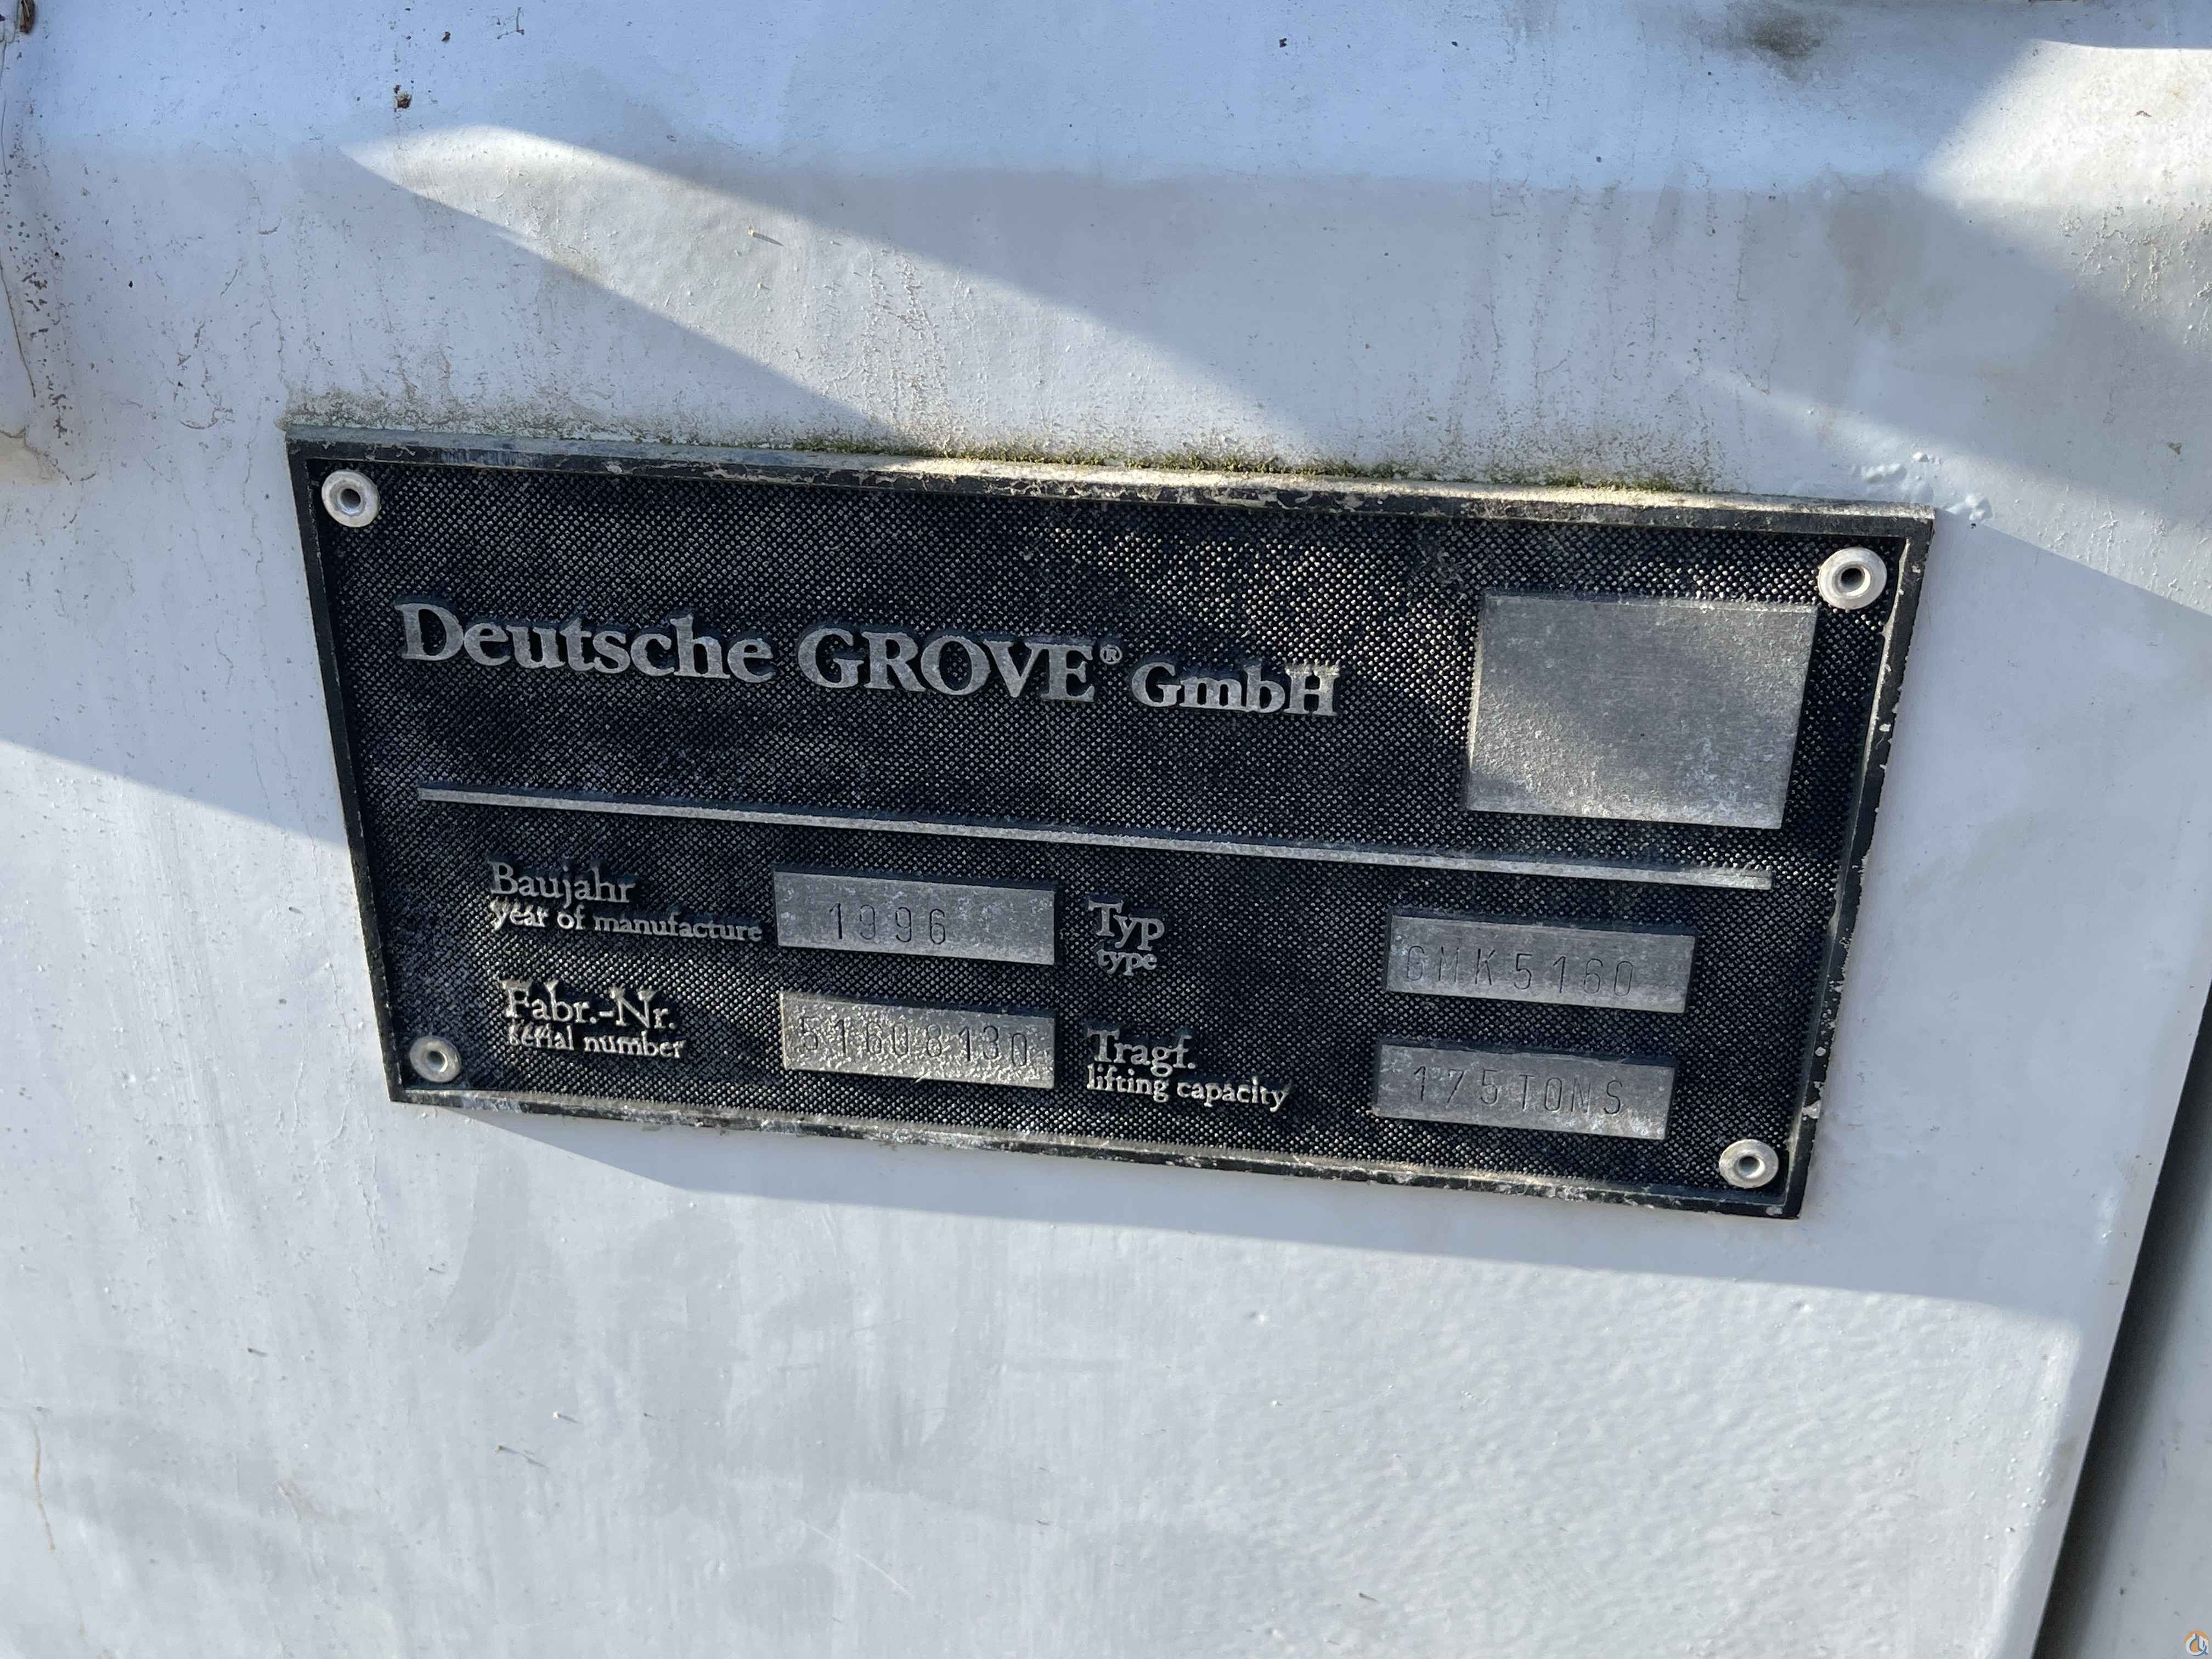 Deutsche GROVE® GmbH
Baujahr
year of manufacture
1996
Typ
type
GMK5160
Fabr.-Nr.
serial number
51608130
Tragf.
lifting capacity
175TONS